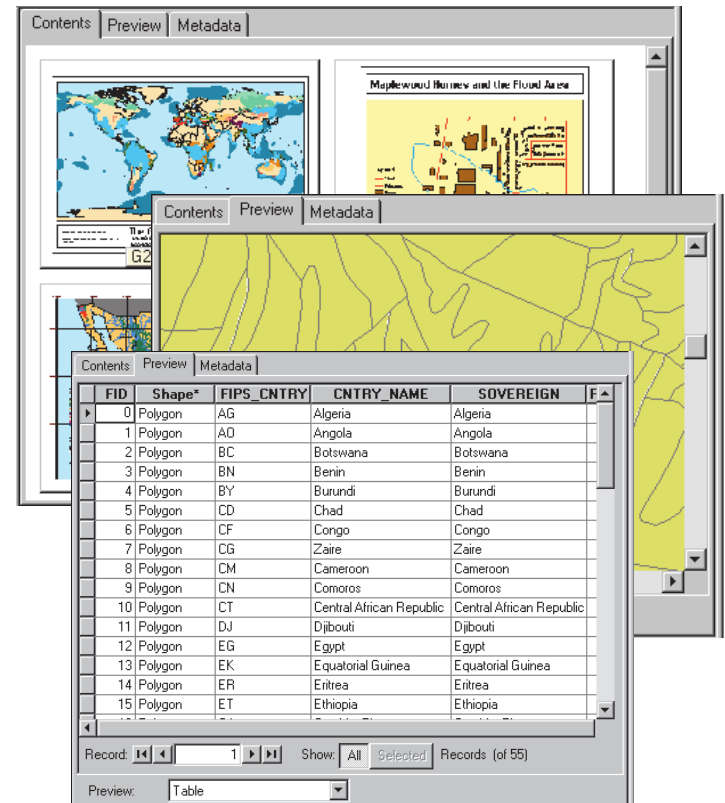 Contents Preview Metadata
Maplewood Homes and the Flood Area
G2
Contents Preview Metadata
Contents Preview Metadata
FID Shape* FIPS_CNTRY CNTRY_NAME SOVEREIGN F
0 Polygon AG Algeria Algeria
1 Polygon AO Angola Angola
2 Polygon BC Botswana Botswana
3 Polygon BN Benin Benin
4 Polygon BY Burundi Burundi
5 Polygon CD Chad Chad
6 Polygon CF Congo Congo
7 Polygon CG Zaire Zaire
8 Polygon CM Cameroon Cameroon
9 Polygon CN Comoros Comoros
10 Polygon CT Central African Republic Central African Republic
11 Polygon DJ Djibouti Djibouti
12 Polygon EG Egypt Egypt
13 Polygon EK Equatorial Guinea Equatorial Guinea
14 Polygon ER Eritrea Eritrea
15 Polygon ET Ethiopia Ethiopia
Record: 1 Show: All Selected Records (of 55)
Preview: Table